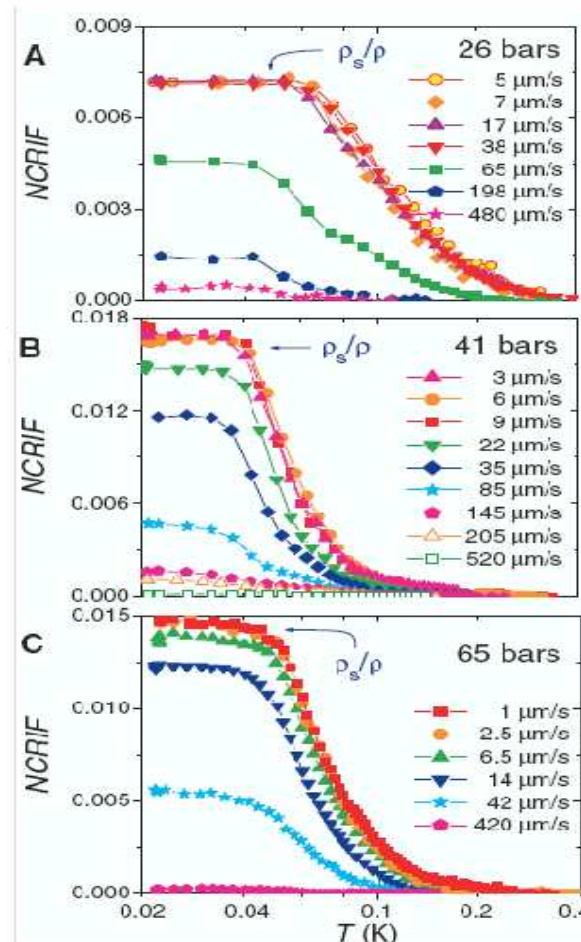 A
0.009
0.006
0.003
0.000
NCRIF
ρs/ρ
26 bars
5 μm/s
7 μm/s
17 μm/s
38 μm/s
65 μm/s
198 μm/s
480 μm/s
B
0.018
0.012
0.006
0.000
NCRIF
ρs/ρ
41 bars
3 μm/s
6 μm/s
9 μm/s
22 μm/s
35 μm/s
85 μm/s
145 μm/s
205 μm/s
520 μm/s
C
0.015
0.010
0.005
0.000
NCRIF
ρs/ρ
65 bars
1 μm/s
2.5 μm/s
6.5 μm/s
14 μm/s
42 μm/s
420 μm/s
0.02 0.04 0.1 0.2 0.4
T (K)